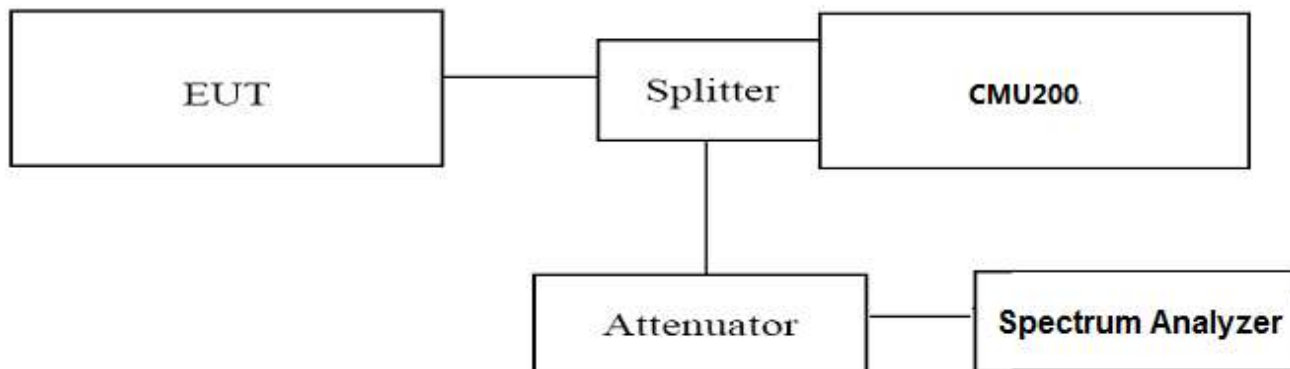 EUT
Splitter
CMU200
Attenuator
Spectrum Analyzer